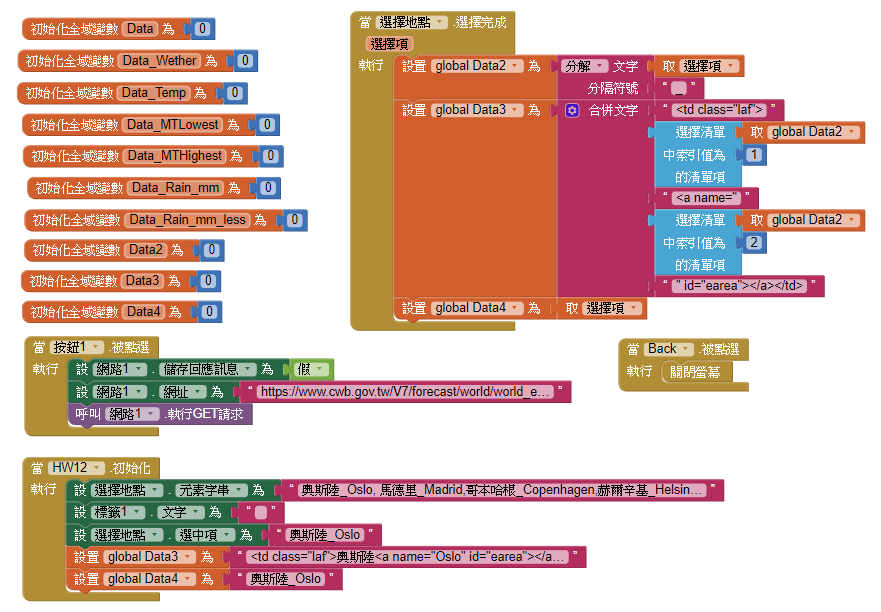 初始化全域變數 Data 為 0
初始化全域變數 Data_Wether 為 0
初始化全域變數 Data_Temp 為 0
初始化全域變數 Data_MTLowest 為 0
初始化全域變數 Data_MTHighest 為 0
初始化全域變數 Data_Rain_mm 為 0
初始化全域變數 Data_Rain_mm_less 為 0
初始化全域變數 Data2 為 0
初始化全域變數 Data3 為 0
初始化全域變數 Data4 為 0
當 選擇地點 .選擇完成
選擇項
執行 設置 global Data2 為 分解 文字 取 選擇項
分隔符號 " _ "
設置 global Data3 為 合併文字 " <td class="laf"> "
選擇清單 取 global Data2
中索引值為 1
的清單項
" <a name=" "
選擇清單 取 global Data2
中索引值為 2
的清單項
" " id="earea"></a></td> "
設置 global Data4 為 取 選擇項
當 按鈕1 .被點選
執行 設 網路1 . 儲存回應訊息 為 假
設 網路1 . 網址 為 " https://www.cwb.gov.tw/V7/forecast/world/world_e... "
呼叫 網路1 .執行GET請求
當 Back .被點選
執行 關閉螢幕
當 HW12 .初始化
執行 設 選擇地點 . 元素字串 為 " 奧斯陸_Oslo, 馬德里_Madrid,哥本哈根_Copenhagen,赫爾辛基_Helsin... "
設 標籤1 . 文字 為 " "
設 選擇地點 . 選中項 為 " 奧斯陸_Oslo "
設置 global Data3 為 " <td class="laf">奧斯陸<a name="Oslo" id="earea"></a... "
設置 global Data4 為 " 奧斯陸_Oslo "